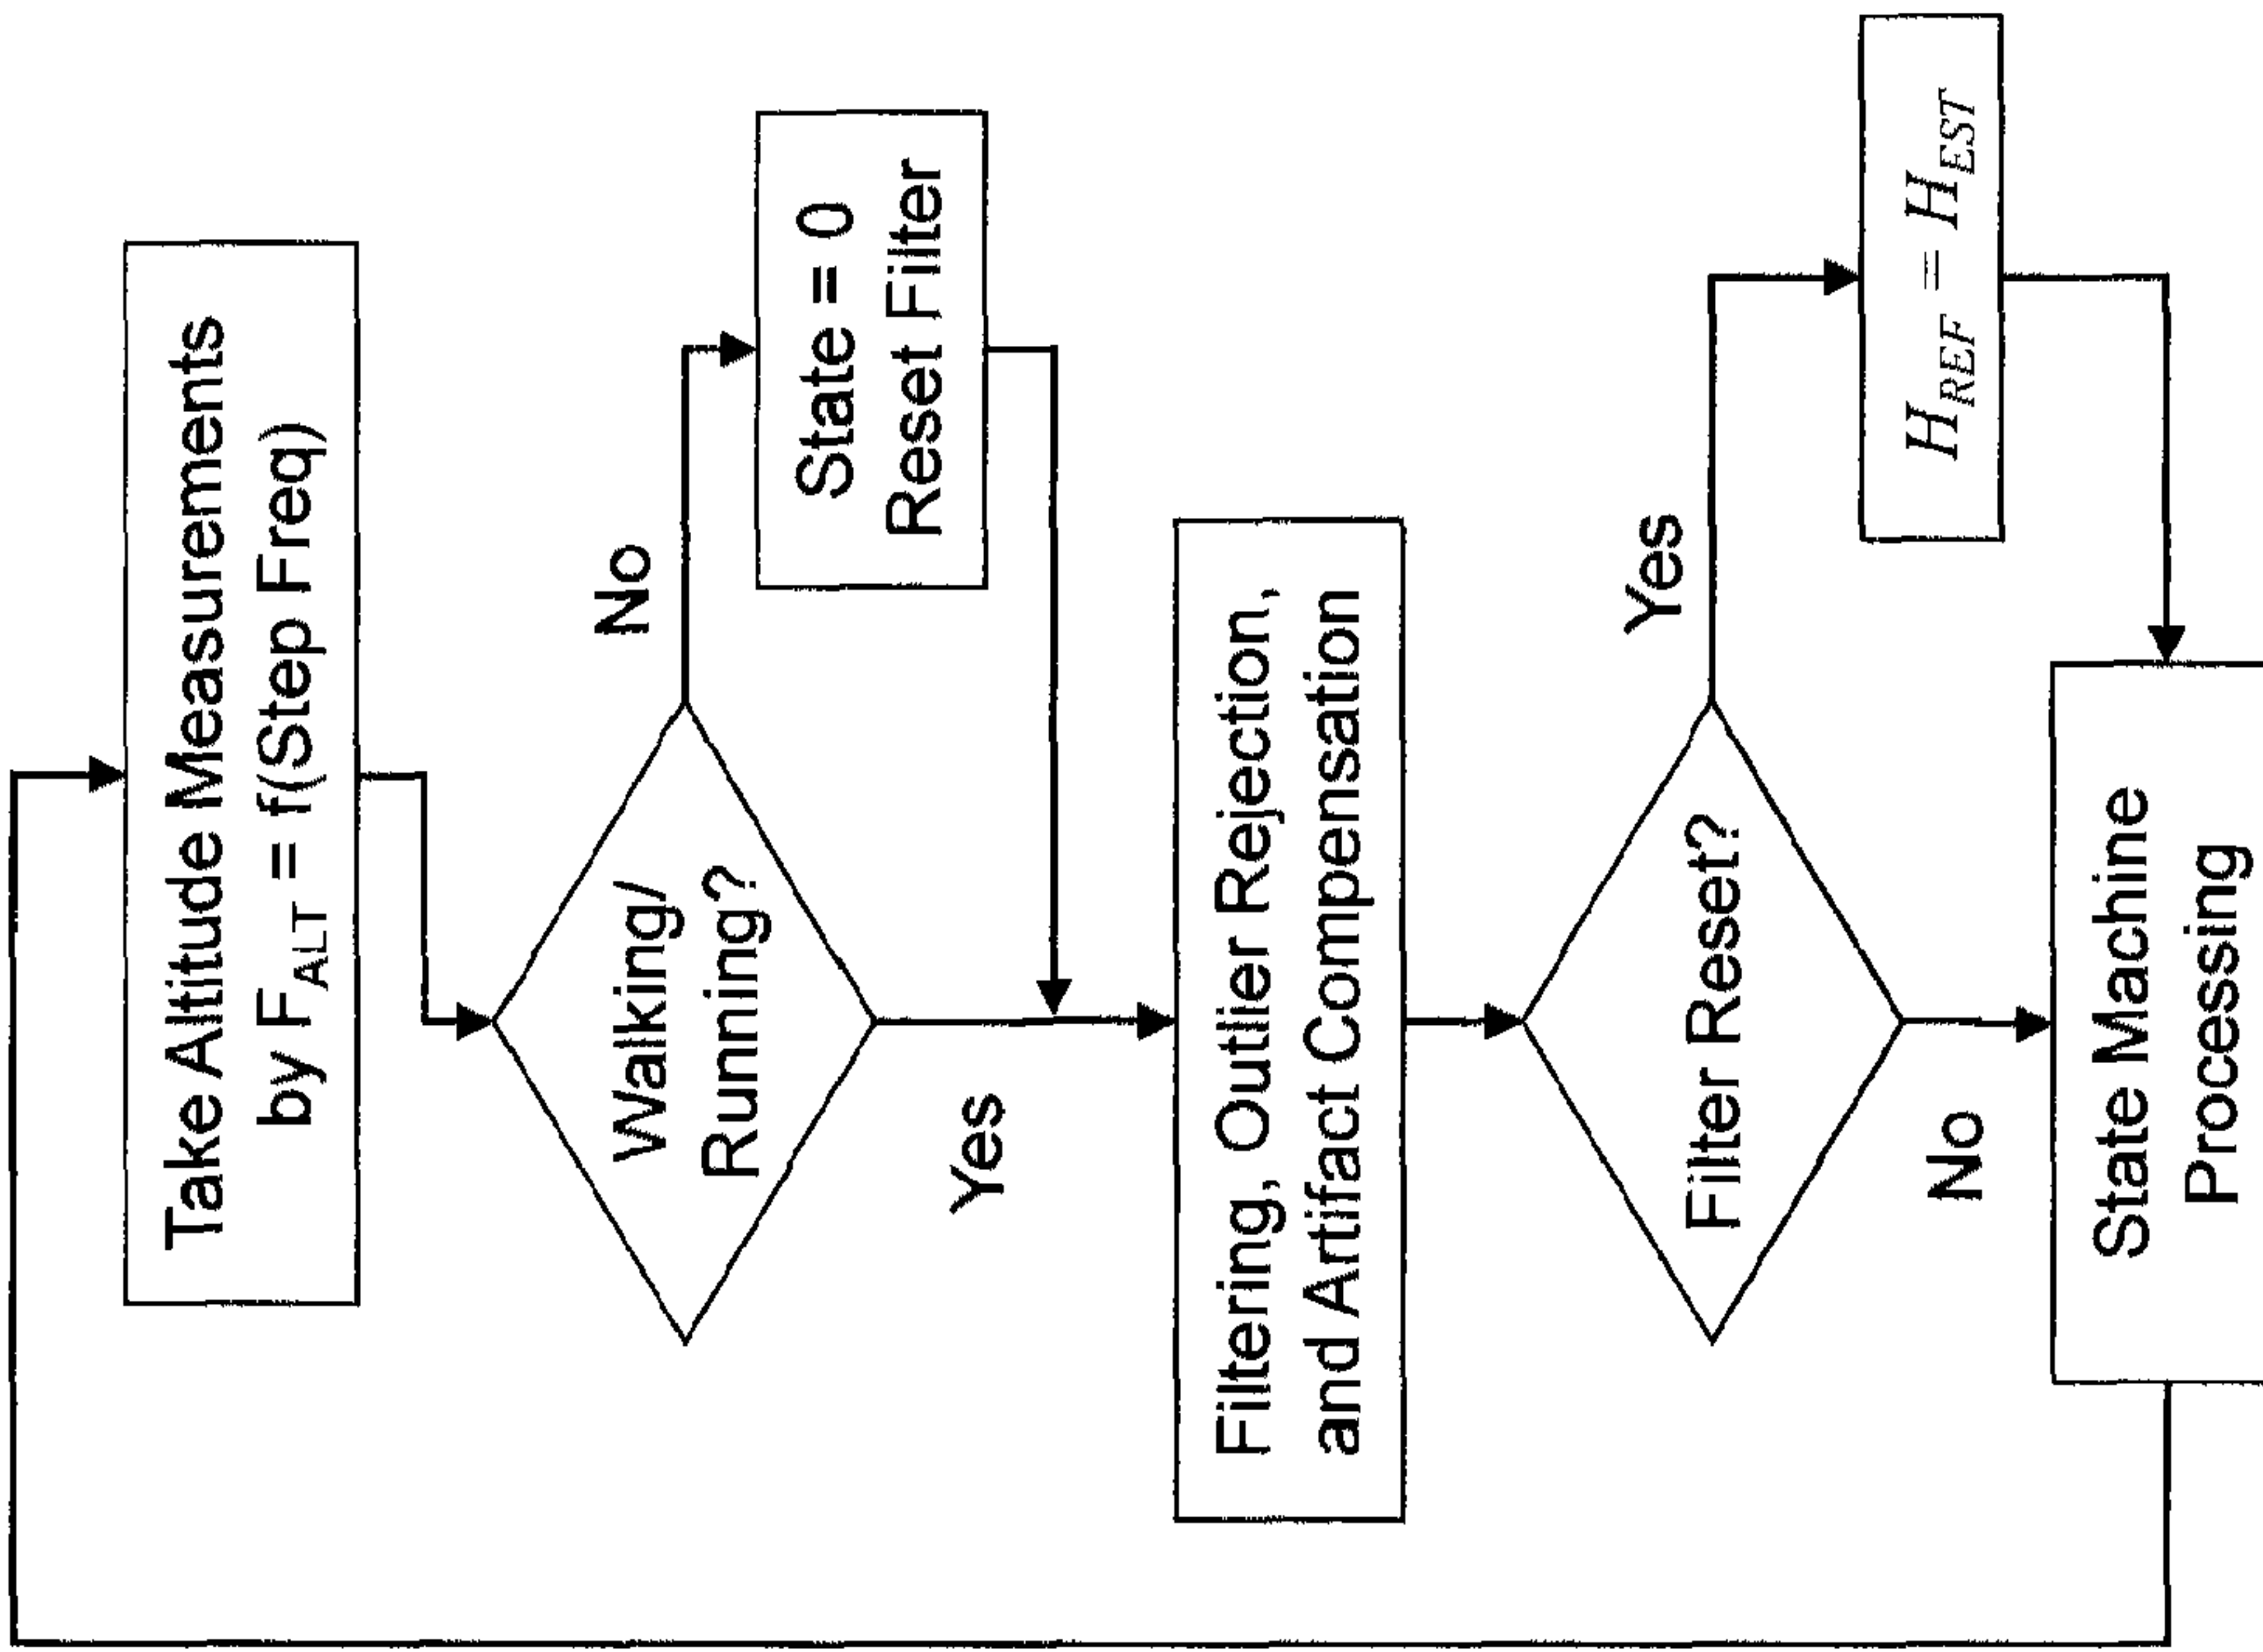 Take Altitude Measurements
by F_ALT = f(Step Freq)
Walking/
Running?
No
State = 0
Reset Filter
Yes
Filtering, Outlier Rejection,
and Artifact Compensation
Filter Reset?
Yes
H_REF = H_EST
No
State Machine
Processing